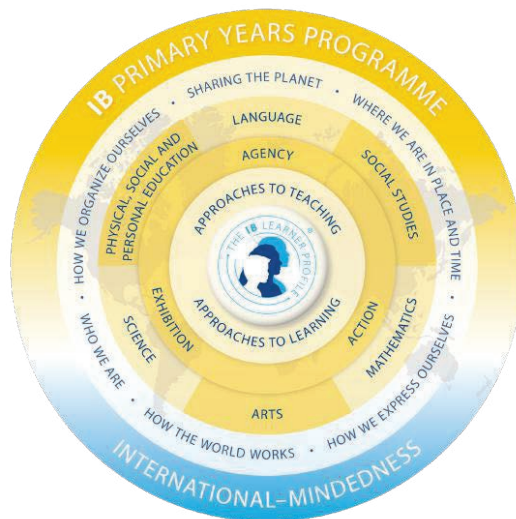 IB PRIMARY YEARS PROGRAMME
SHARING THE PLANET
•
WHERE WE ARE IN PLACE AND TIME
•
HOW WE EXPRESS OURSELVES
•
HOW THE WORLD WORKS
•
WHO WE ARE
•
HOW WE ORGANIZE OURSELVES
•
LANGUAGE
SOCIAL STUDIES
MATHEMATICS
ARTS
SCIENCE
PHYSICAL, SOCIAL AND
PERSONAL EDUCATION
AGENCY
ACTION
EXHIBITION
APPROACHES TO TEACHING
THE IB LEARNER PROFILE
®
APPROACHES TO LEARNING
INTERNATIONAL–MINDEDNESS